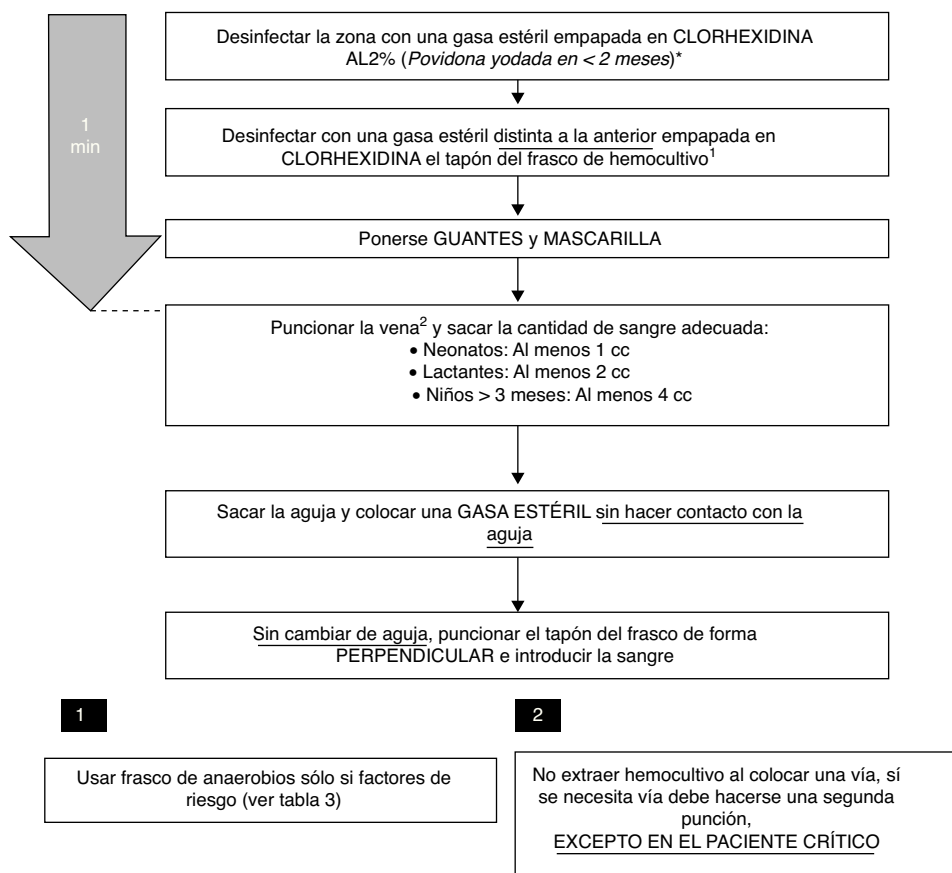 Desinfectar la zona con una gasa estéril empapada en CLORHEXIDINA
AL2% (Povidona yodada en < 2 meses)*
1
min
Desinfectar con una gasa estéril distinta a la anterior empapada en
CLORHEXIDINA el tapón del frasco de hemocultivo1
Ponerse GUANTES y MASCARILLA
Puncionar la vena2 y sacar la cantidad de sangre adecuada:
• Neonatos: Al menos 1 cc
• Lactantes: Al menos 2 cc
• Niños > 3 meses: Al menos 4 cc
Sacar la aguja y colocar una GASA ESTÉRIL sin hacer contacto con la
aguja
Sin cambiar de aguja, puncionar el tapón del frasco de forma
PERPENDICULAR e introducir la sangre
1
Usar frasco de anaerobios sólo si factores de
riesgo (ver tabla 3)
2
No extraer hemocultivo al colocar una vía, sí
se necesita vía debe hacerse una segunda
punción,
EXCEPTO EN EL PACIENTE CRÍTICO